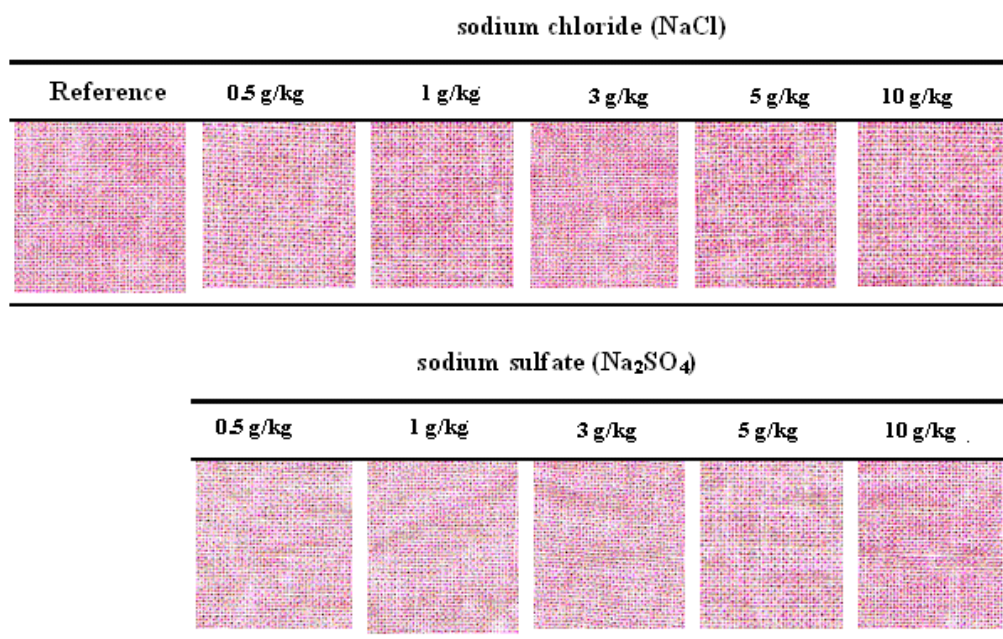 sodium chloride (NaCl)
Reference 0.5 g/kg 1 g/kg 3 g/kg 5 g/kg 10 g/kg
sodium sulfate (Na₂SO₄)
0.5 g/kg 1 g/kg 3 g/kg 5 g/kg 10 g/kg .